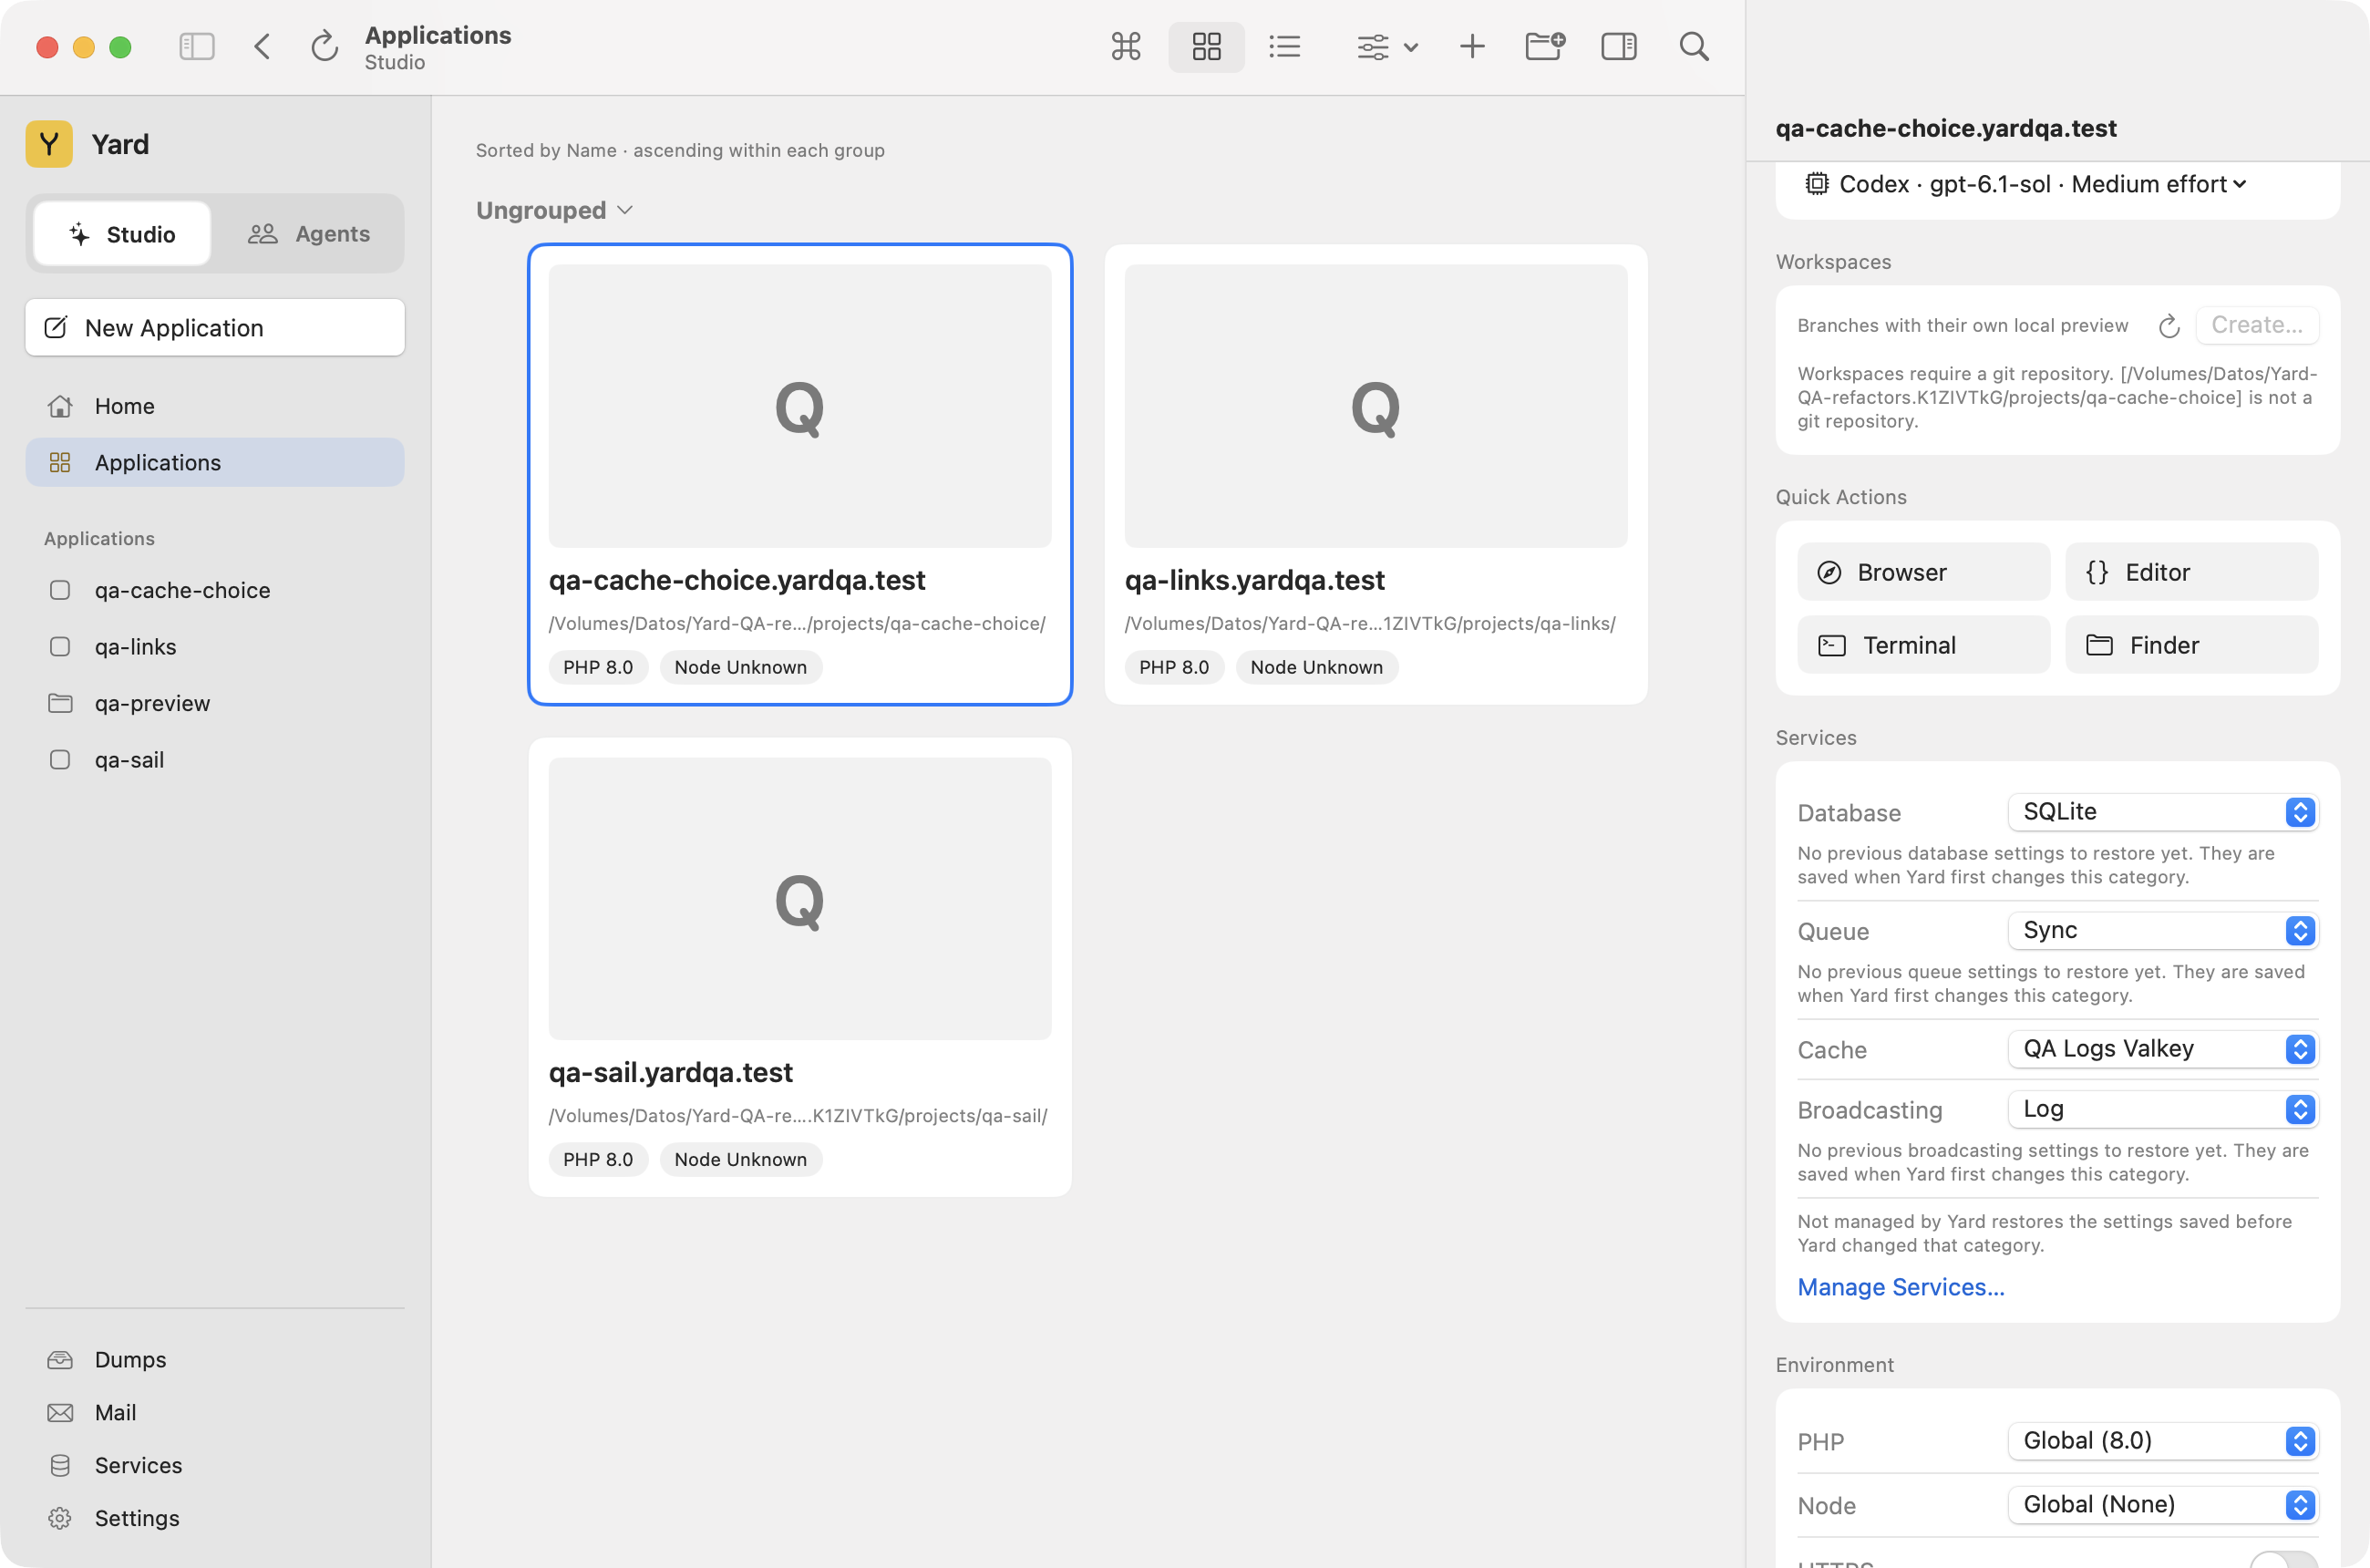 Applications
Studio
Yard
Studio
Agents
New Application
Home
Applications
Applications
qa-cache-choice
qa-links
qa-preview
qa-sail
Dumps
Mail
Services
Settings
Sorted by Name · ascending within each group
Ungrouped
Q
qa-cache-choice.yardqa.test
/Volumes/Datos/Yard-QA-re.../projects/qa-cache-choice/
PHP 8.0
Node Unknown
Q
qa-links.yardqa.test
/Volumes/Datos/Yard-QA-re...1ZIVTkG/projects/qa-links/
PHP 8.0
Node Unknown
Q
qa-sail.yardqa.test
/Volumes/Datos/Yard-QA-re....K1ZIVTkG/projects/qa-sail/
PHP 8.0
Node Unknown
qa-cache-choice.yardqa.test
Codex · gpt-6.1-sol · Medium effort
Workspaces
Branches with their own local preview
Create...
Workspaces require a git repository. [/Volumes/Datos/Yard-
QA-refactors.K1ZIVTkG/projects/qa-cache-choice] is not a
git repository.
Quick Actions
Browser
{} Editor
Terminal
Finder
Services
Database
SQLite
No previous database settings to restore yet. They are
saved when Yard first changes this category.
Queue
Sync
No previous queue settings to restore yet. They are saved
when Yard first changes this category.
Cache
QA Logs Valkey
Broadcasting
Log
No previous broadcasting settings to restore yet. They are
saved when Yard first changes this category.
Not managed by Yard restores the settings saved before
Yard changed that category.
Manage Services...
Environment
PHP
Global (8.0)
Node
Global (None)